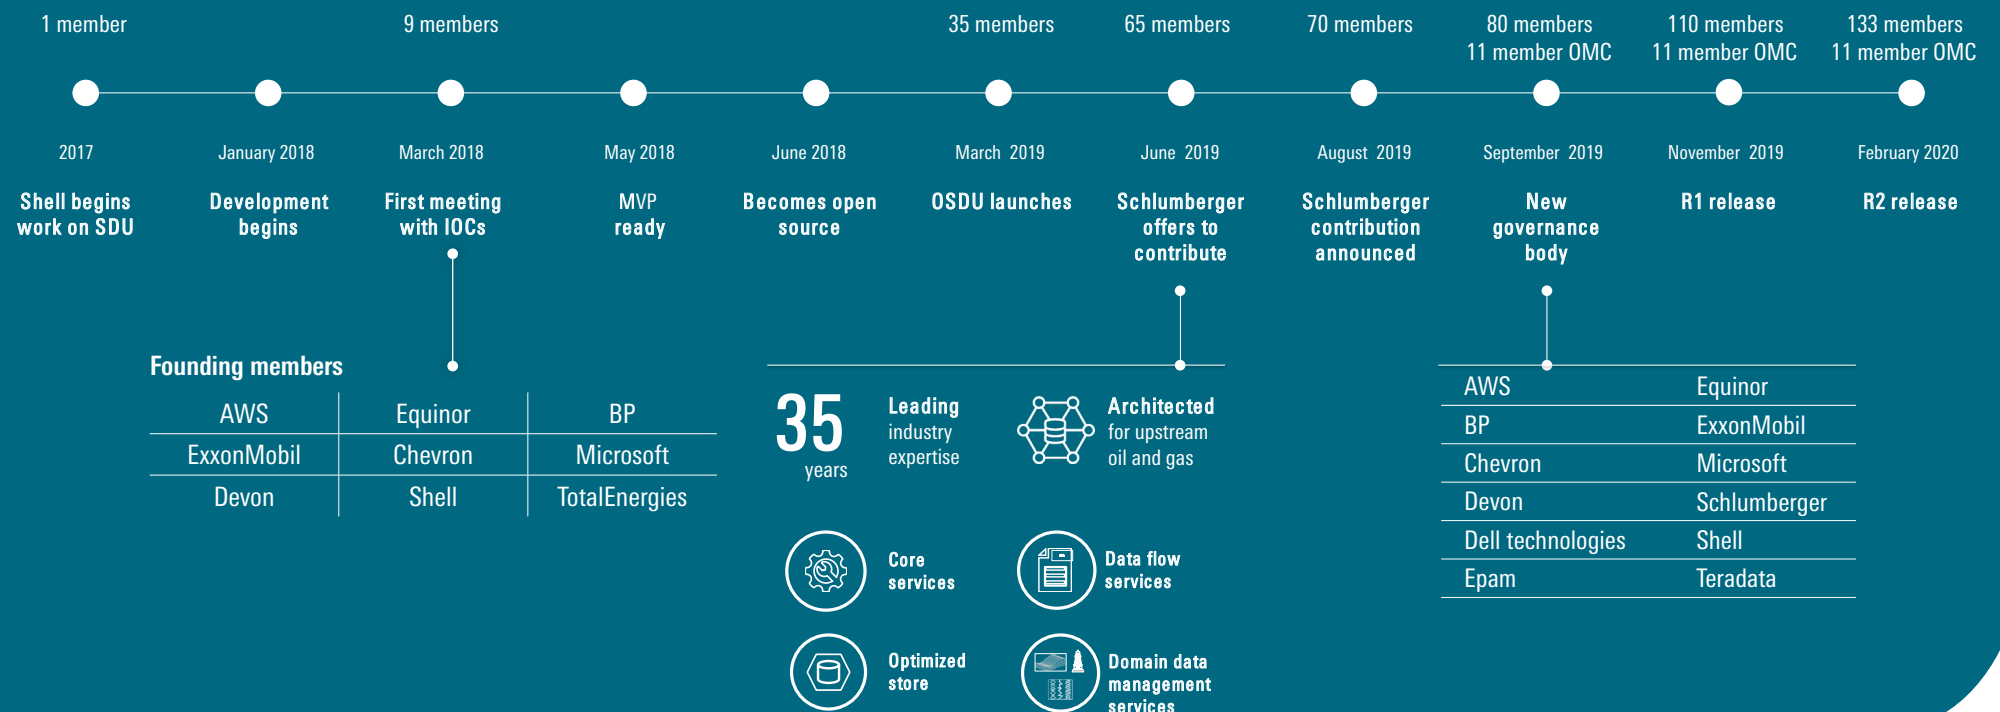 1 member
9 members
35 members
65 members
70 members
80 members
11 member OMC
110 members
11 member OMC
133 members
11 member OMC
2017
Shell begins
work on SDU
January 2018
Development
begins
March 2018
First meeting
with IOCs
May 2018
MVP
ready
June 2018
Becomes open
source
March 2019
OSDU launches
June 2019
Schlumberger
offers to
contribute
August 2019
Schlumberger
contribution
announced
September 2019
New
governance
body
November 2019
R1 release
February 2020
R2 release
Founding members
AWS Equinor BP
ExxonMobil Chevron Microsoft
Devon Shell TotalEnergies
35
years
Leading
industry
expertise
Architected
for upstream
oil and gas
Core
services
Data flow
services
Optimized
store
Domain data
management
services
AWS Equinor
BP ExxonMobil
Chevron Microsoft
Devon Schlumberger
Dell technologies Shell
Epam Teradata